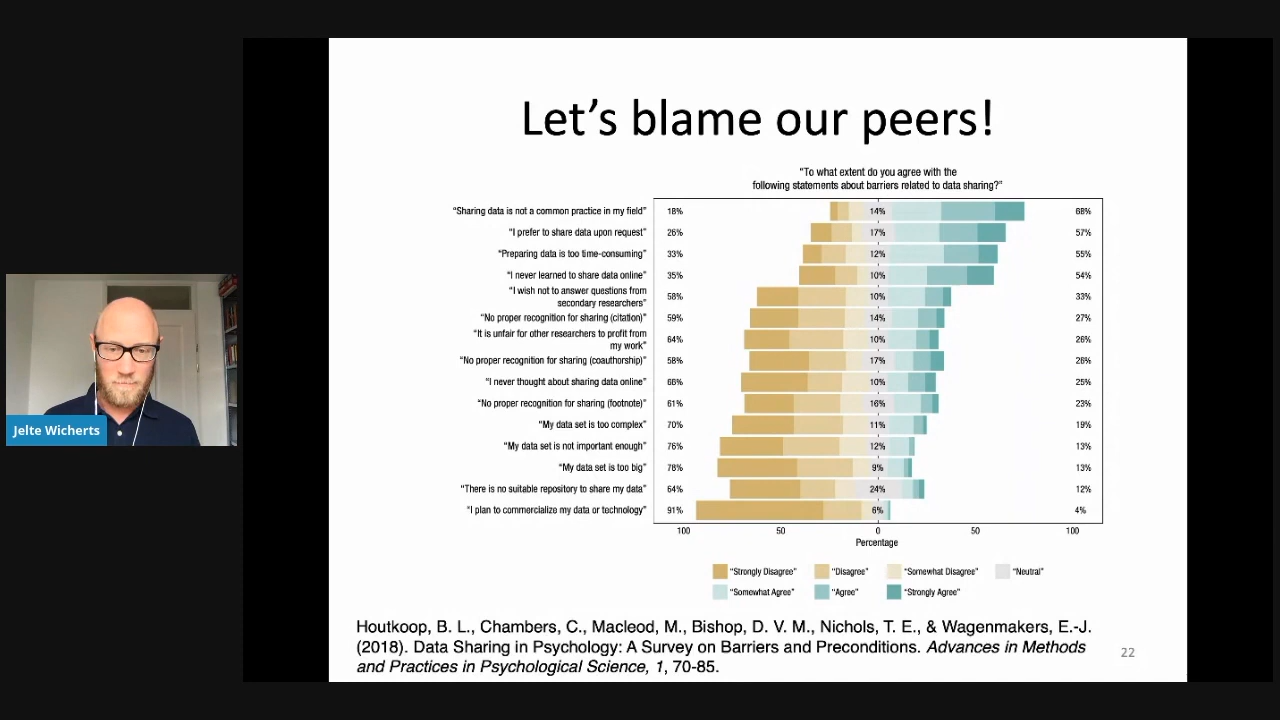 Let's blame our peers!
"To what extent do you agree with the
following statements about barriers related to data sharing?"
"Sharing data is not a common practice in my field" 18% 14% 68%
"I prefer to share data upon request" 26% 17% 57%
"Preparing data is too time-consuming" 33% 12% 55%
"I never learned to share data online" 35% 10% 54%
"I wish not to answer questions from
secondary researchers" 58% 10% 33%
"No proper recognition for sharing (citation)" 59% 14% 27%
"It is unfair for other researchers to profit from
my work" 64% 10% 26%
"No proper recognition for sharing (coauthorship)" 58% 17% 26%
"I never thought about sharing data online" 66% 10% 25%
"No proper recognition for sharing (footnote)" 61% 16% 23%
"My data set is too complex" 70% 11% 19%
"My data set is not important enough" 76% 12% 13%
"My data set is too big" 78% 9% 13%
"There is no suitable repository to share my data" 64% 24% 12%
"I plan to commercialize my data or technology" 91% 6% 4%
100 50 0 50 100
Percentage
"Strongly Disagree" "Disagree" "Somewhat Disagree" "Neutral"
"Somewhat Agree" "Agree" "Strongly Agree"
Jelte Wicherts
Houtkoop, B. L., Chambers, C., Macleod, M., Bishop, D. V. M., Nichols, T. E., & Wagenmakers, E.-J.
(2018). Data Sharing in Psychology: A Survey on Barriers and Preconditions. Advances in Methods
and Practices in Psychological Science, 1, 70-85.
22